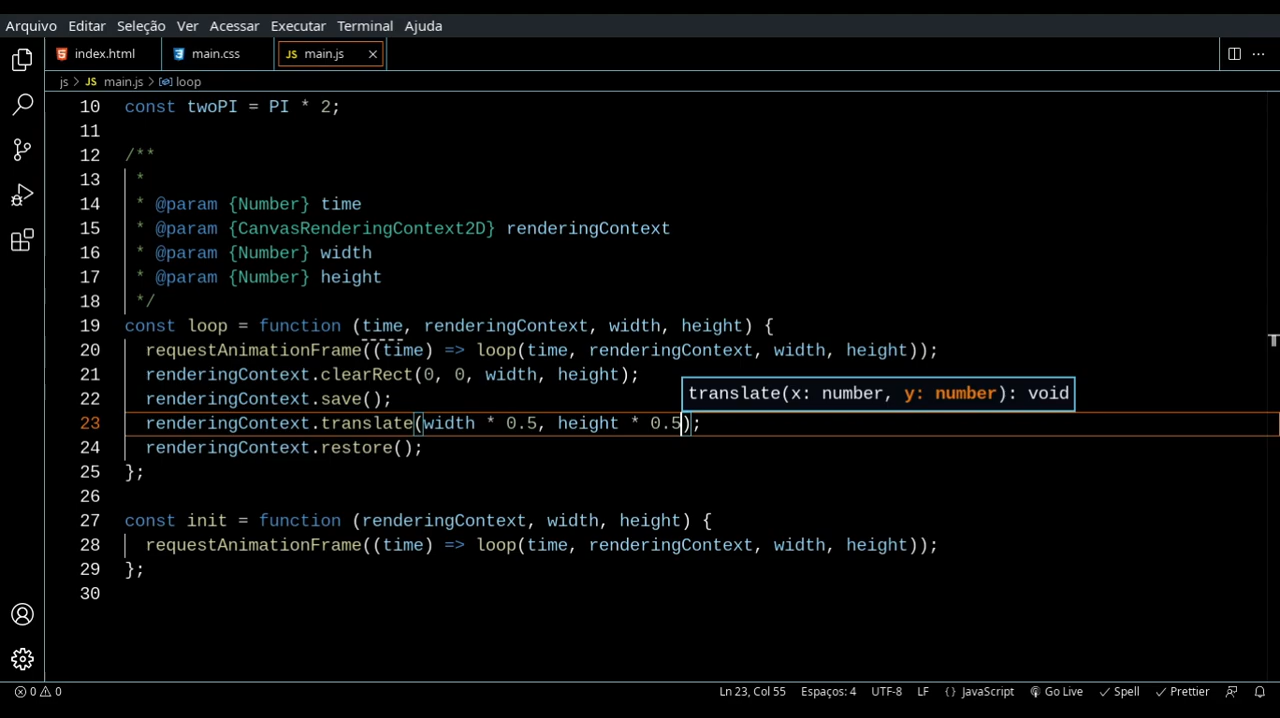 Arquivo Editar Seleção Ver Acessar Executar Terminal Ajuda
index.html main.css JS main.js
js > JS main.js > loop
10 const twoPI = PI * 2;
11
12 /**
13  *
14  * @param {Number} time
15  * @param {CanvasRenderingContext2D} renderingContext
16  * @param {Number} width
17  * @param {Number} height
18  */
19 const loop = function (time, renderingContext, width, height) {
20   requestAnimationFrame((time) => loop(time, renderingContext, width, height));
21   renderingContext.clearRect(0, 0, width, height);
translate(x: number, y: number): void
22   renderingContext.save();
23   renderingContext.translate(width * 0.5, height * 0.5);
24   renderingContext.restore();
25 };
26
27 const init = function (renderingContext, width, height) {
28   requestAnimationFrame((time) => loop(time, renderingContext, width, height));
29 };
30
0 0 Ln 23, Col 55 Espaços: 4 UTF-8 LF {} JavaScript Go Live Spell Prettier